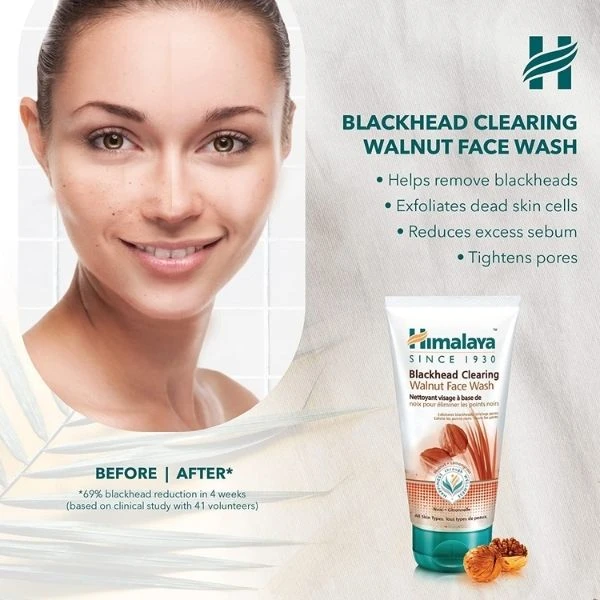 BLACKHEAD CLEARING
WALNUT FACE WASH
• Helps remove blackheads
• Exfoliates dead skin cells
• Reduces excess sebum
• Tightens pores
Himalaya™
SINCE 1930
Blackhead Clearing
Walnut Face Wash
Nettoyant visage à base de
noix pour éliminer les points noirs
All Skin Types. Tous types de peaux.
BEFORE | AFTER*
*69% blackhead reduction in 4 weeks
(based on clinical study with 41 volunteers)